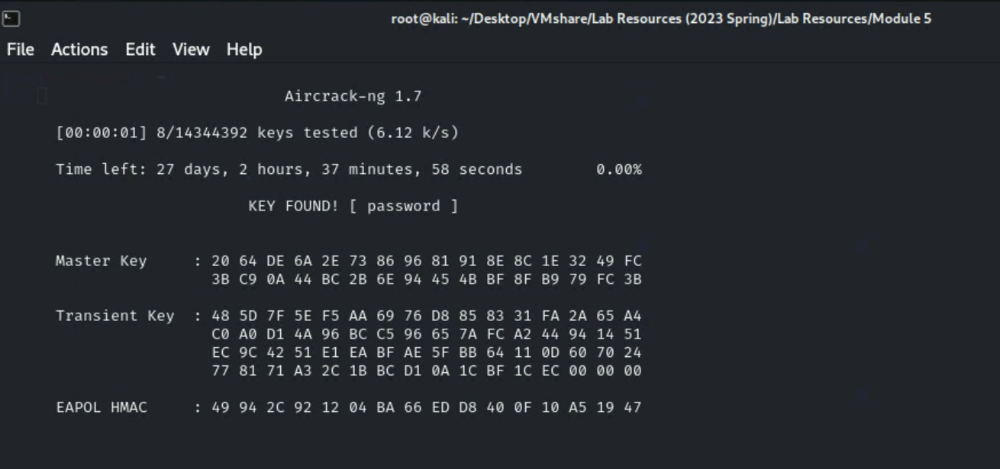 root@kali: ~/Desktop/VMshare/Lab Resources (2023 Spring)/Lab Resources/Module 5
File Actions Edit View Help
Aircrack-ng 1.7
[00:00:01] 8/14344392 keys tested (6.12 k/s)
Time left: 27 days, 2 hours, 37 minutes, 58 seconds 0.00%
KEY FOUND! [ password ]
Master Key : 20 64 DE 6A 2E 73 86 96 81 91 8E 8C 1E 32 49 FC
3B C9 0A 44 BC 2B 6E 94 45 4B BF 8F B9 79 FC 3B
Transient Key : 48 5D 7F 5E F5 AA 69 76 D8 85 83 31 FA 2A 65 A4
C0 A0 D1 4A 96 BC C5 96 65 7A FC A2 44 94 14 51
EC 9C 42 51 E1 EA BF AE 5F BB 64 11 0D 60 70 24
77 81 71 A3 2C 1B BC D1 0A 1C BF 1C EC 00 00 00
EAPOL HMAC : 49 94 2C 92 12 04 BA 66 ED D8 40 0F 10 A5 19 47